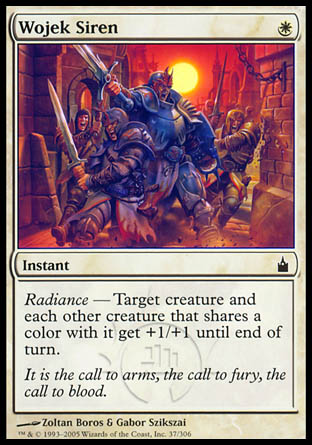 Wojek Siren
Instant
Radiance — Target creature and
each other creature that shares a
color with it get +1/+1 until end of
turn.
It is the call to arms, the call to fury, the
call to blood.
Zoltan Boros & Gabor Szikszai
™ & © 1993–2005 Wizards of the Coast, Inc. 37/306